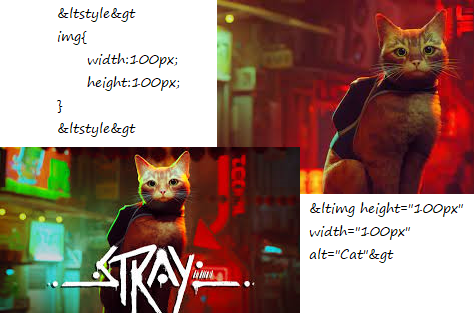 &ltstyle&gt
img{
width:100px;
height:100px;
}
&ltstyle&gt
STRAY
&ltimg height="100px"
width="100px"
alt="Cat"&gt